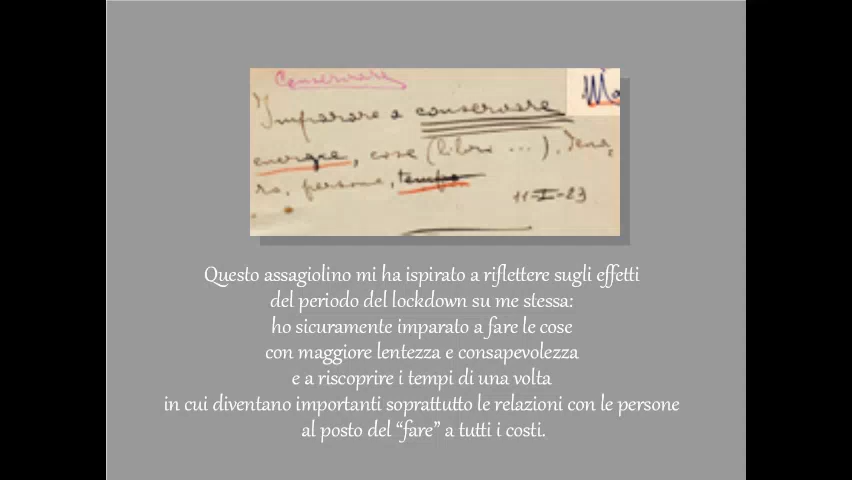 Conservare
Ma
Imparare a conservare
energie, cose (libri ...). dena,
ro, persone, tempo
11-I-23
Questo assagiolino mi ha ispirato a riflettere sugli effetti
del periodo del lockdown su me stessa:
ho sicuramente imparato a fare le cose
con maggiore lentezza e consapevolezza
e a riscoprire i tempi di una volta
in cui diventano importanti soprattutto le relazioni con le persone
al posto del “fare” a tutti i costi.